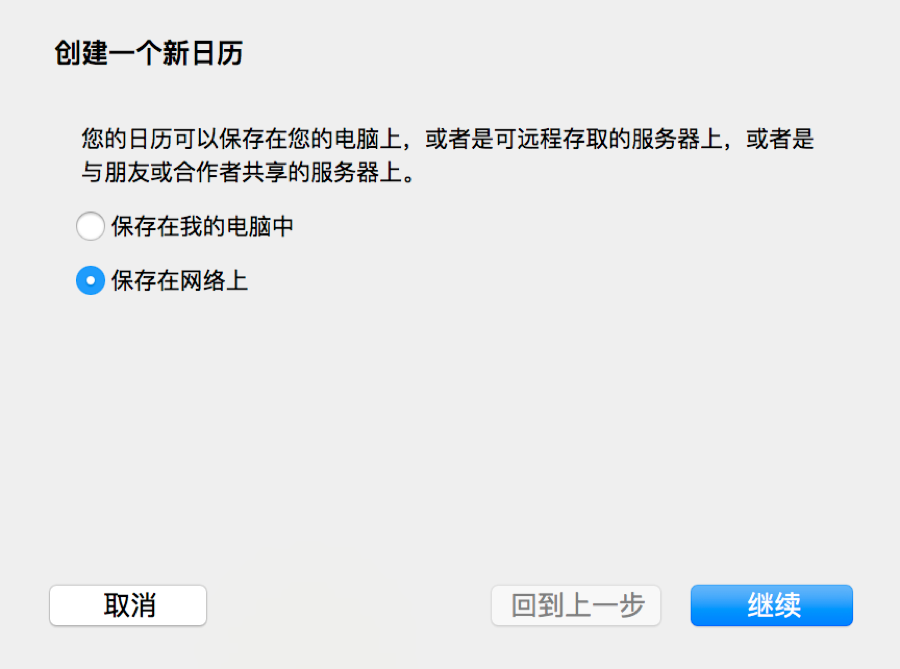 创建一个新日历
您的日历可以保存在您的电脑上，或者是可远程存取的服务器上，或者是
与朋友或合作者共享的服务器上。
保存在我的电脑中
保存在网络上
取消
回到上一步
继续